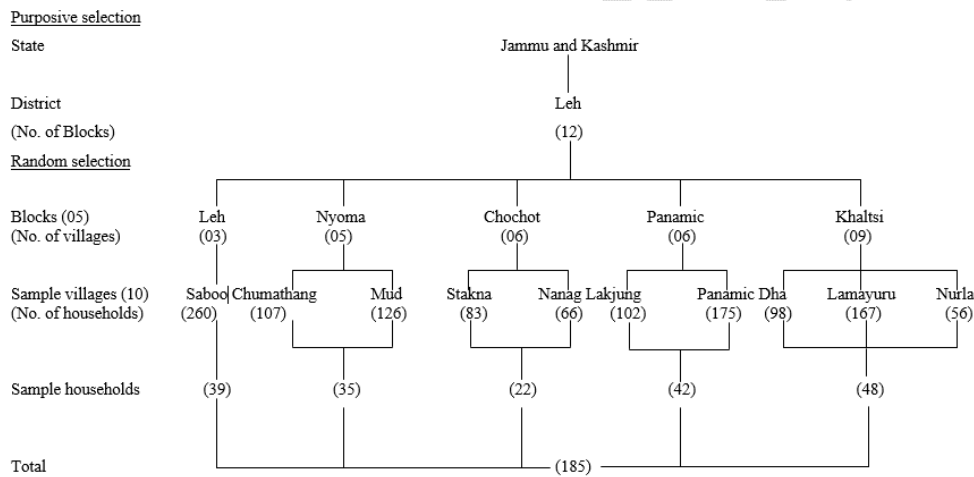 Purposive selection
State Jammu and Kashmir
District Leh
(No. of Blocks) (12)
Random selection
Blocks (05) Leh Nyoma Chochot Panamic Khaltsi
(No. of villages) (03) (05) (06) (06) (09)
Sample villages (10) Saboo Chumathang Mud Stakna Nanag Lakjung Panamic Dha Lamayuru Nurla
(No. of households) (260) (107) (126) (83) (66) (102) (175) (98) (167) (56)
Sample households (39) (35) (22) (42) (48)
Total (185)